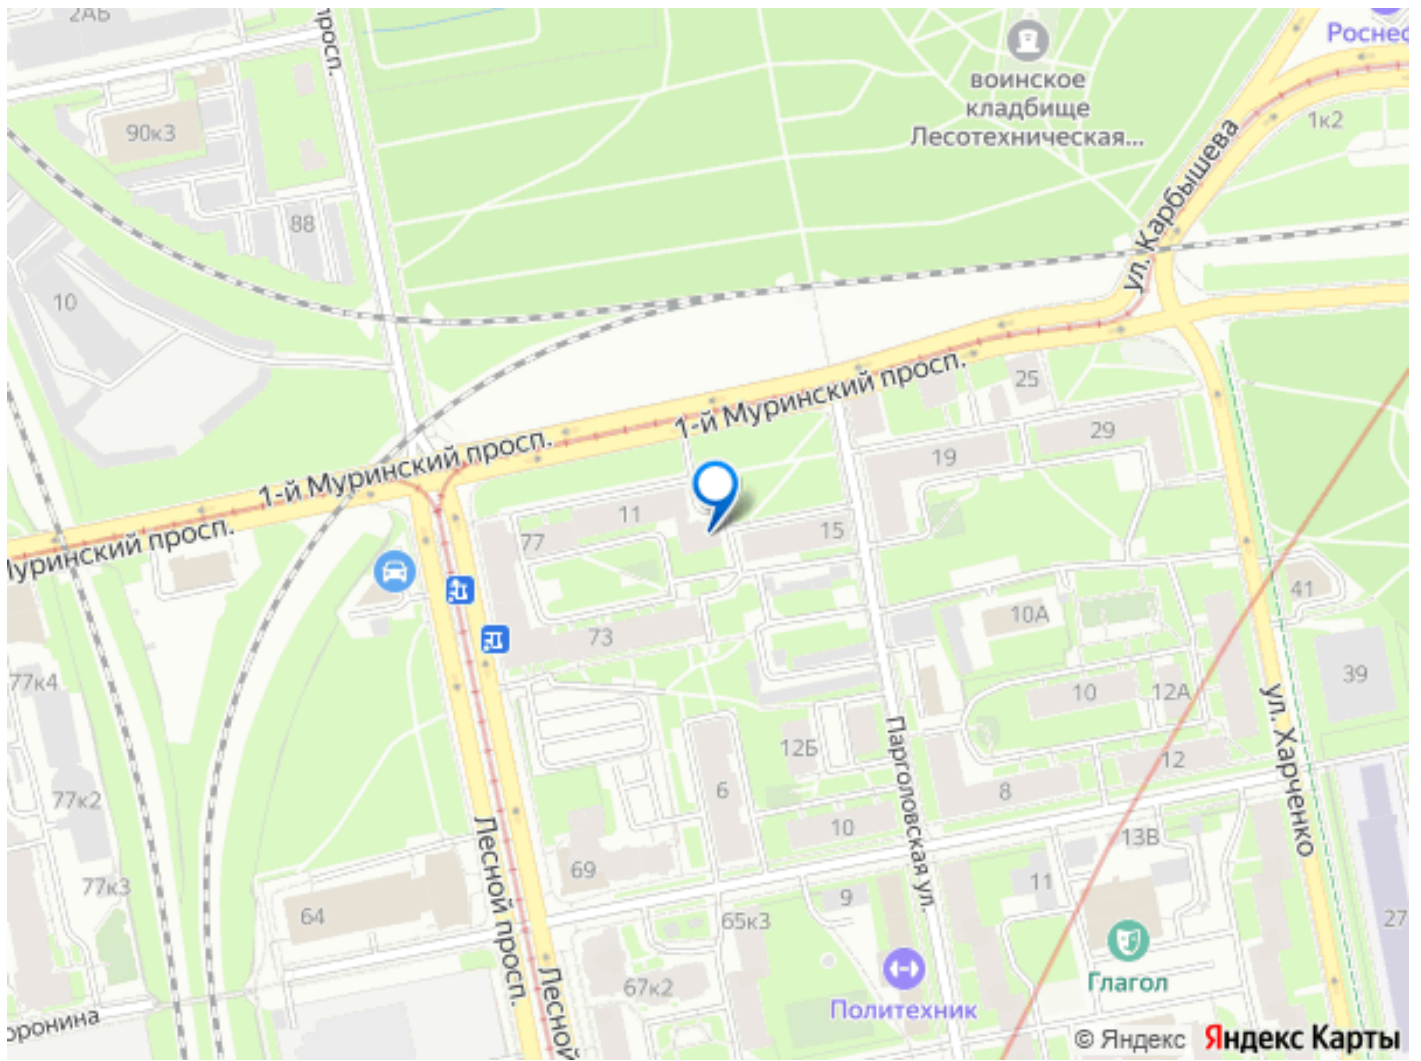 2АБ
просп.
Роснеф
воинское
кладбище
Лесотехническая...
90к3
1к2
ул. Карбышева
88
10
1-й Муринский просп.
25
1-й Муринский просп.
29
19
Муринский просп.
11
15
77
41
10А
73
39
77к4
10
12А
ул. Харченко
Парголовская ул.
12Б
12
6
8
77к2
10
13В
Лесной просп.
69
77к3
11
9
64
65к3
27
Глагол
Лесной
67к2
Политехник
оронина
© Яндекс Яндекс Карты